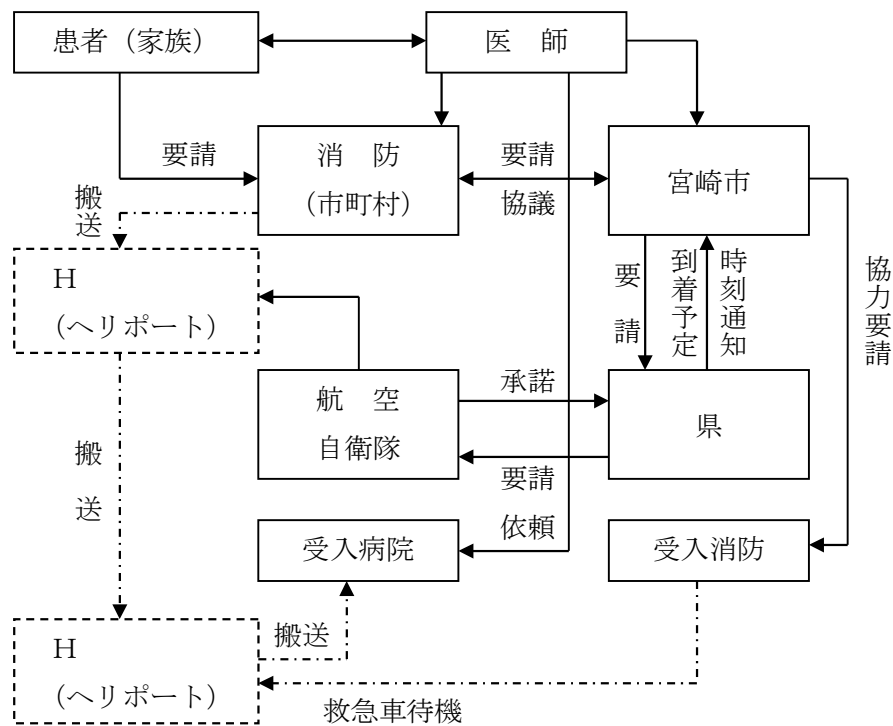 患者（家族）
医　師
要請
消　防
（市町村）
要請
協議
宮崎市
搬送
H
（ヘリポート）
要　請
到着予定
時刻通知
協力要請
航　空
自衛隊
承諾
要請
県
搬　送
依頼
受入病院
受入消防
H
（ヘリポート）
搬送
救急車待機